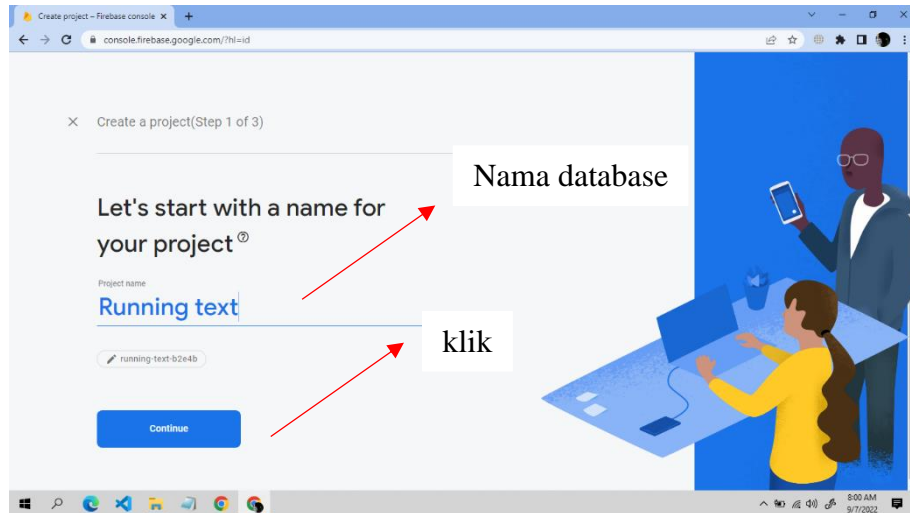 Create project – Firebase console
console.firebase.google.com/?hl=id
Create a project(Step 1 of 3)
Nama database
Let's start with a name for
your project
Project name
Running text
klik
running-text-b2e4b
Continue
8:00 AM
9/7/2022